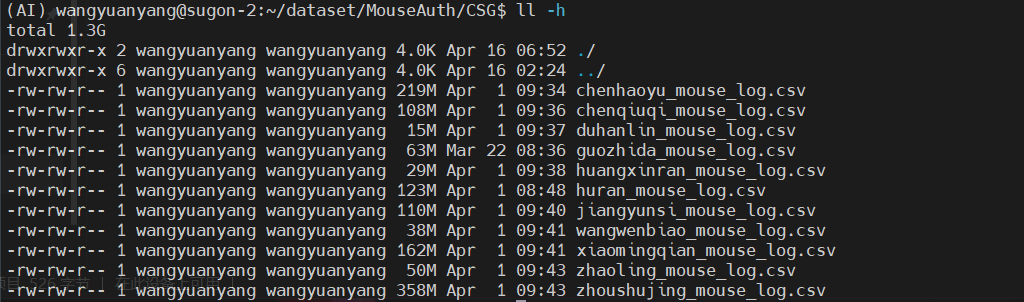 (AI) wangyuanyang@sugon-2:~/dataset/MouseAuth/CSG$ ll -h
total 1.3G
drwxrwxr-x 2 wangyuanyang wangyuanyang 4.0K Apr 16 06:52 ./
drwxrwxr-x 6 wangyuanyang wangyuanyang 4.0K Apr 16 02:24 ../
-rw-rw-r-- 1 wangyuanyang wangyuanyang 219M Apr  1 09:34 chenhaoyu_mouse_log.csv
-rw-rw-r-- 1 wangyuanyang wangyuanyang 108M Apr  1 09:36 chenqiuqi_mouse_log.csv
-rw-rw-r-- 1 wangyuanyang wangyuanyang  15M Apr  1 09:37 duhanlin_mouse_log.csv
-rw-rw-r-- 1 wangyuanyang wangyuanyang  63M Mar 22 08:36 guozhida_mouse_log.csv
-rw-rw-r-- 1 wangyuanyang wangyuanyang  29M Apr  1 09:38 huangxinran_mouse_log.csv
-rw-rw-r-- 1 wangyuanyang wangyuanyang 123M Apr  1 08:48 huran_mouse_log.csv
-rw-rw-r-- 1 wangyuanyang wangyuanyang 110M Apr  1 09:40 jiangyunsi_mouse_log.csv
-rw-rw-r-- 1 wangyuanyang wangyuanyang  38M Apr  1 09:41 wangwenbiao_mouse_log.csv
-rw-rw-r-- 1 wangyuanyang wangyuanyang 162M Apr  1 09:41 xiaomingqian_mouse_log.csv
-rw-rw-r-- 1 wangyuanyang wangyuanyang  50M Apr  1 09:43 zhaoling_mouse_log.csv
-rw-rw-r-- 1 wangyuanyang wangyuanyang 358M Apr  1 09:43 zhoushujing_mouse_log.csv